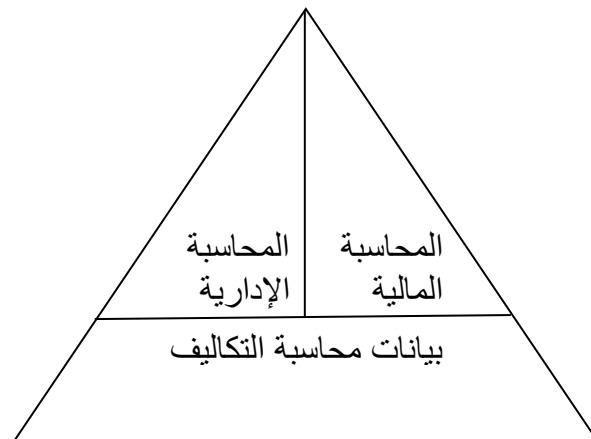 المحاسبة
المالية
المحاسبة
الإدارية
بيانات محاسبة التكاليف